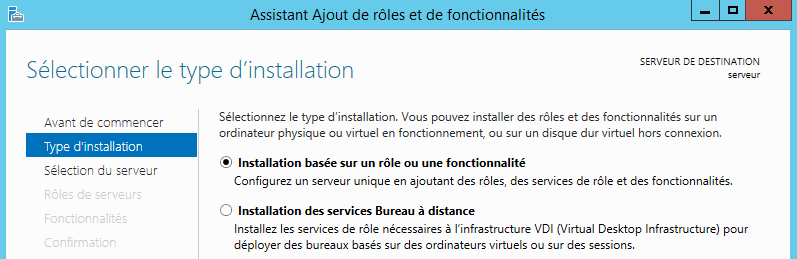 Assistant Ajout de rôles et de fonctionnalités
Sélectionner le type d'installation
SERVEUR DE DESTINATION
serveur
Avant de commencer
Type d'installation
Sélection du serveur
Rôles de serveurs
Fonctionnalités
Confirmation
Sélectionnez le type d'installation. Vous pouvez installer des rôles et des fonctionnalités sur un
ordinateur physique ou virtuel en fonctionnement, ou sur un disque dur virtuel hors connexion.
Installation basée sur un rôle ou une fonctionnalité
Configurez un serveur unique en ajoutant des rôles, des services de rôle et des fonctionnalités.
Installation des services Bureau à distance
Installez les services de rôle nécessaires à l'infrastructure VDI (Virtual Desktop Infrastructure) pour
déployer des bureaux basés sur des ordinateurs virtuels ou sur des sessions.